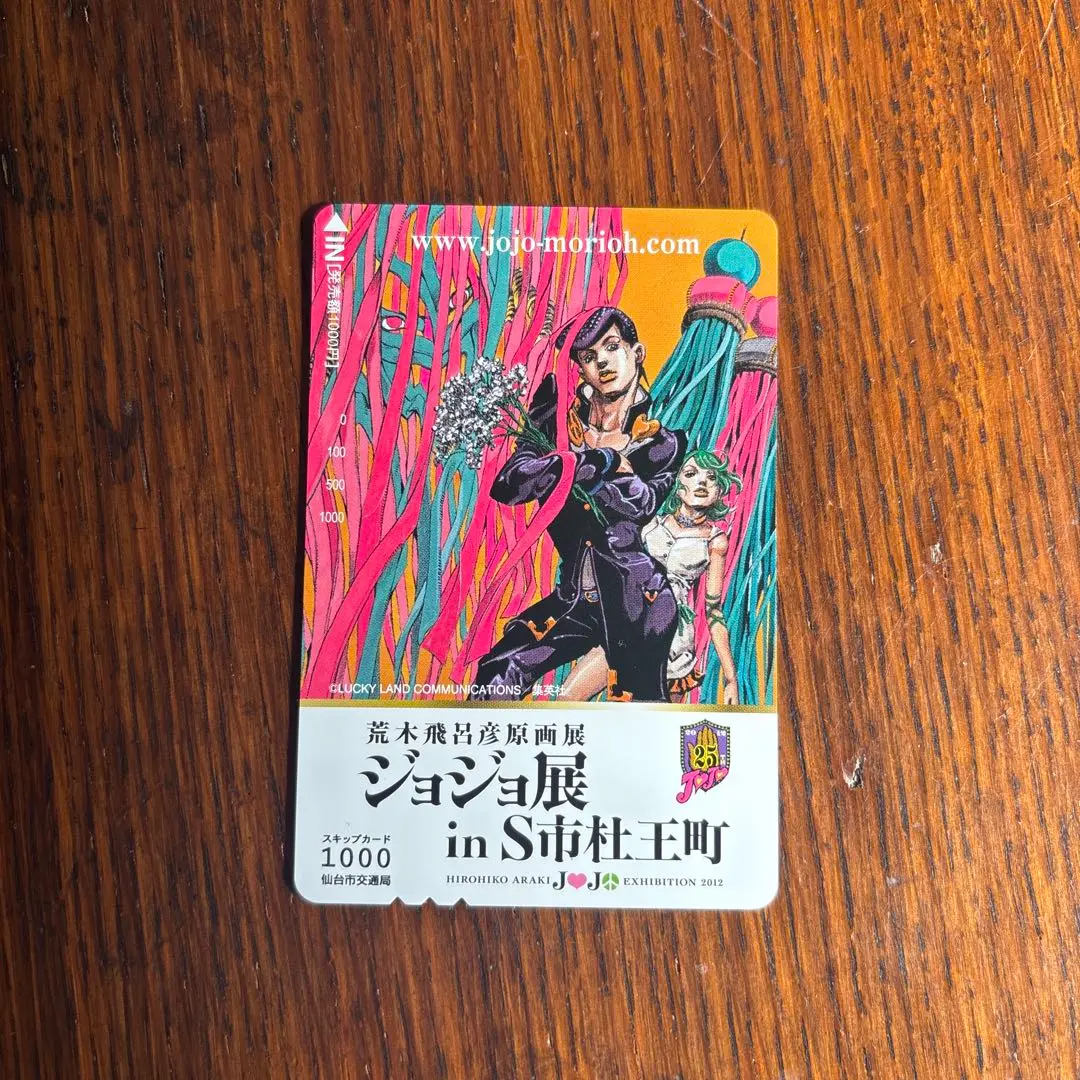 www.jojo-morioh.com
IN [発売額1000円]
0
100
500
1000
©LUCKY LAND COMMUNICATIONS／集英社
荒木飛呂彦原画展
ジョジョ展
in S市杜王町
25
JOJO
スキップカード
1000
仙台市交通局
HIROHIKO ARAKI JOJO EXHIBITION 2012